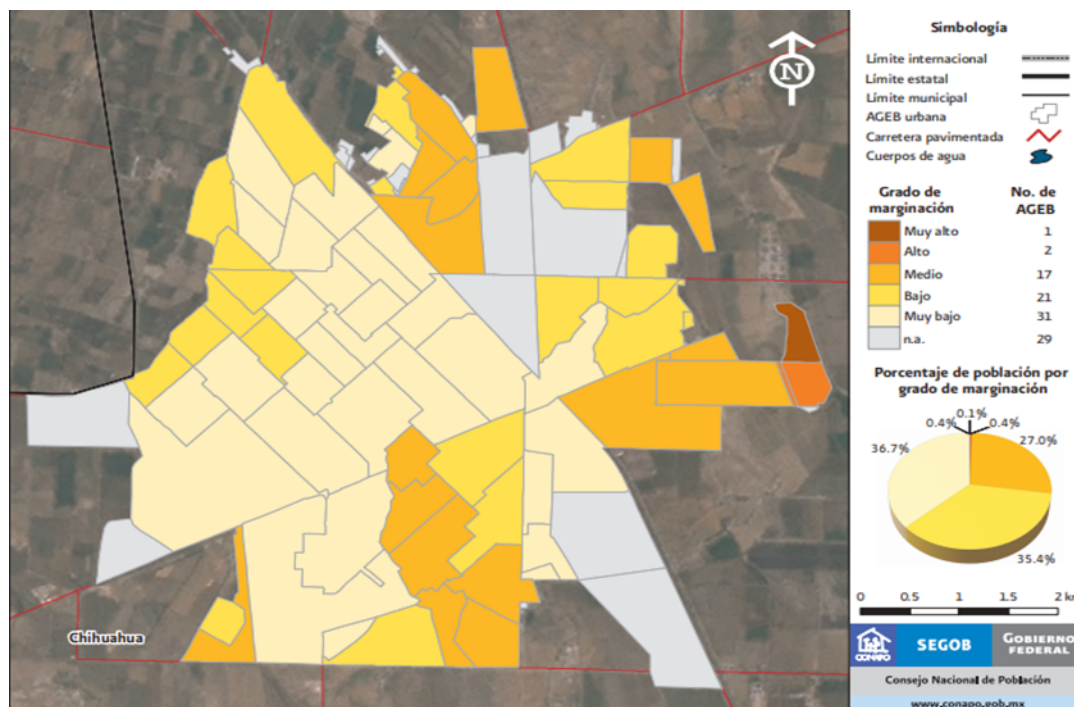 N
Chihuahua
Simbología
Límite internacional
Límite estatal
Límite municipal
AGEB urbana
Carretera pavimentada
Cuerpos de agua
Grado de No. de
marginación AGEB
Muy alto 1
Alto 2
Medio 17
Bajo 21
Muy bajo 31
n.a. 29
Porcentaje de población por
grado de marginación
0.1%
0.4% 0.4%
36.7% 27.0%
35.4%
0 0.5 1 1.5 2 km
CONAPO SEGOB GOBIERNO
FEDERAL
Consejo Nacional de Población
www.conapo.gob.mx